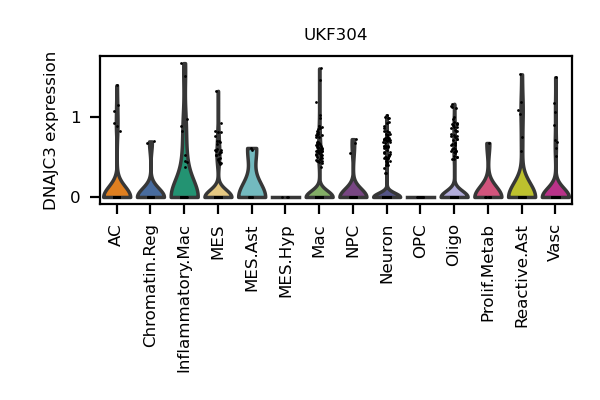 UKF304
DNAJC3 expression
1
0
AC
Chromatin.Reg
Inflammatory.Mac
MES
MES.Ast
MES.Hyp
Mac
NPC
Neuron
OPC
Oligo
Prolif.Metab
Reactive.Ast
Vasc